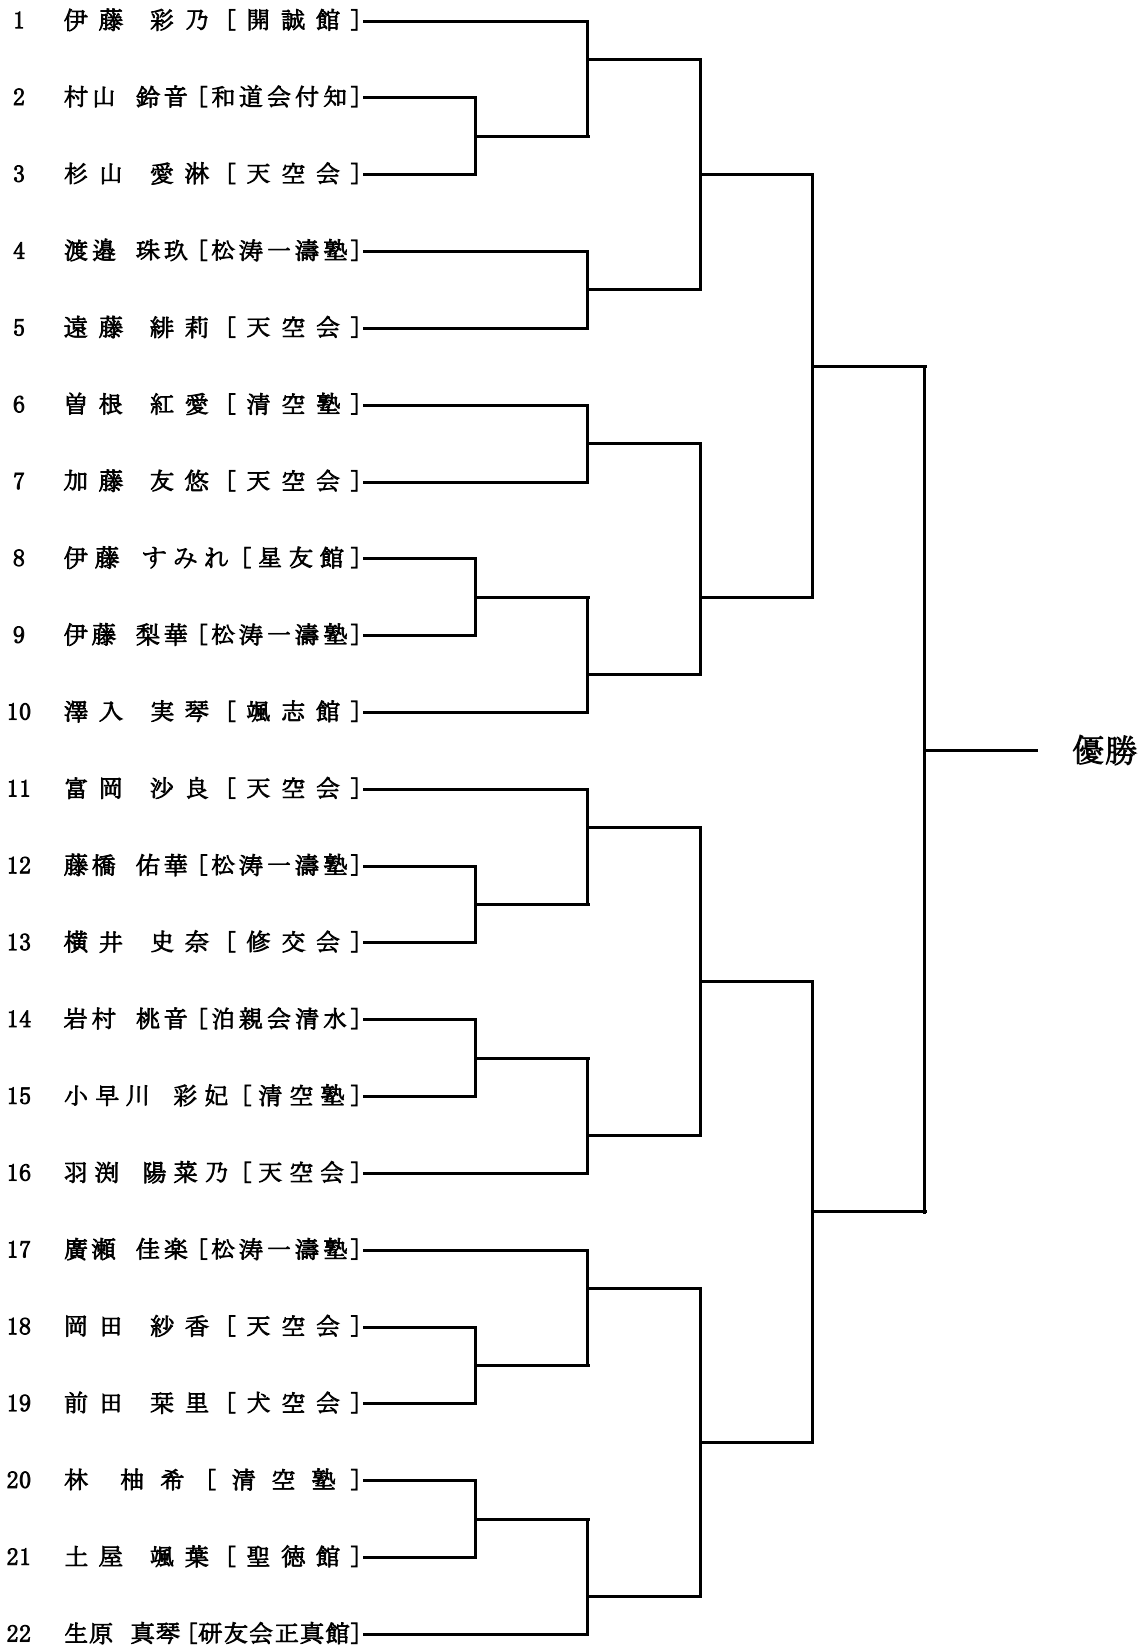 1 伊藤 彩乃 [開誠館]
2 村山 鈴音 [和道会付知]
3 杉山 愛淋 [天空会]
4 渡邉 珠玖 [松涛一濤塾]
5 遠藤 緋莉 [天空会]
6 曽根 紅愛 [清空塾]
7 加藤 友悠 [天空会]
8 伊藤 すみれ [星友館]
9 伊藤 梨華 [松涛一濤塾]
10 澤入 実琴 [颯志館]
優勝
11 富岡 沙良 [天空会]
12 藤橋 佑華 [松涛一濤塾]
13 横井 史奈 [修交会]
14 岩村 桃音 [泊親会清水]
15 小早川 彩妃 [清空塾]
16 羽渕 陽菜乃 [天空会]
17 廣瀬 佳楽 [松涛一濤塾]
18 岡田 紗香 [天空会]
19 前田 栞里 [犬空会]
20 林 柚希 [清空塾]
21 土屋 颯葉 [聖徳館]
22 生原 真琴 [研友会正真館]